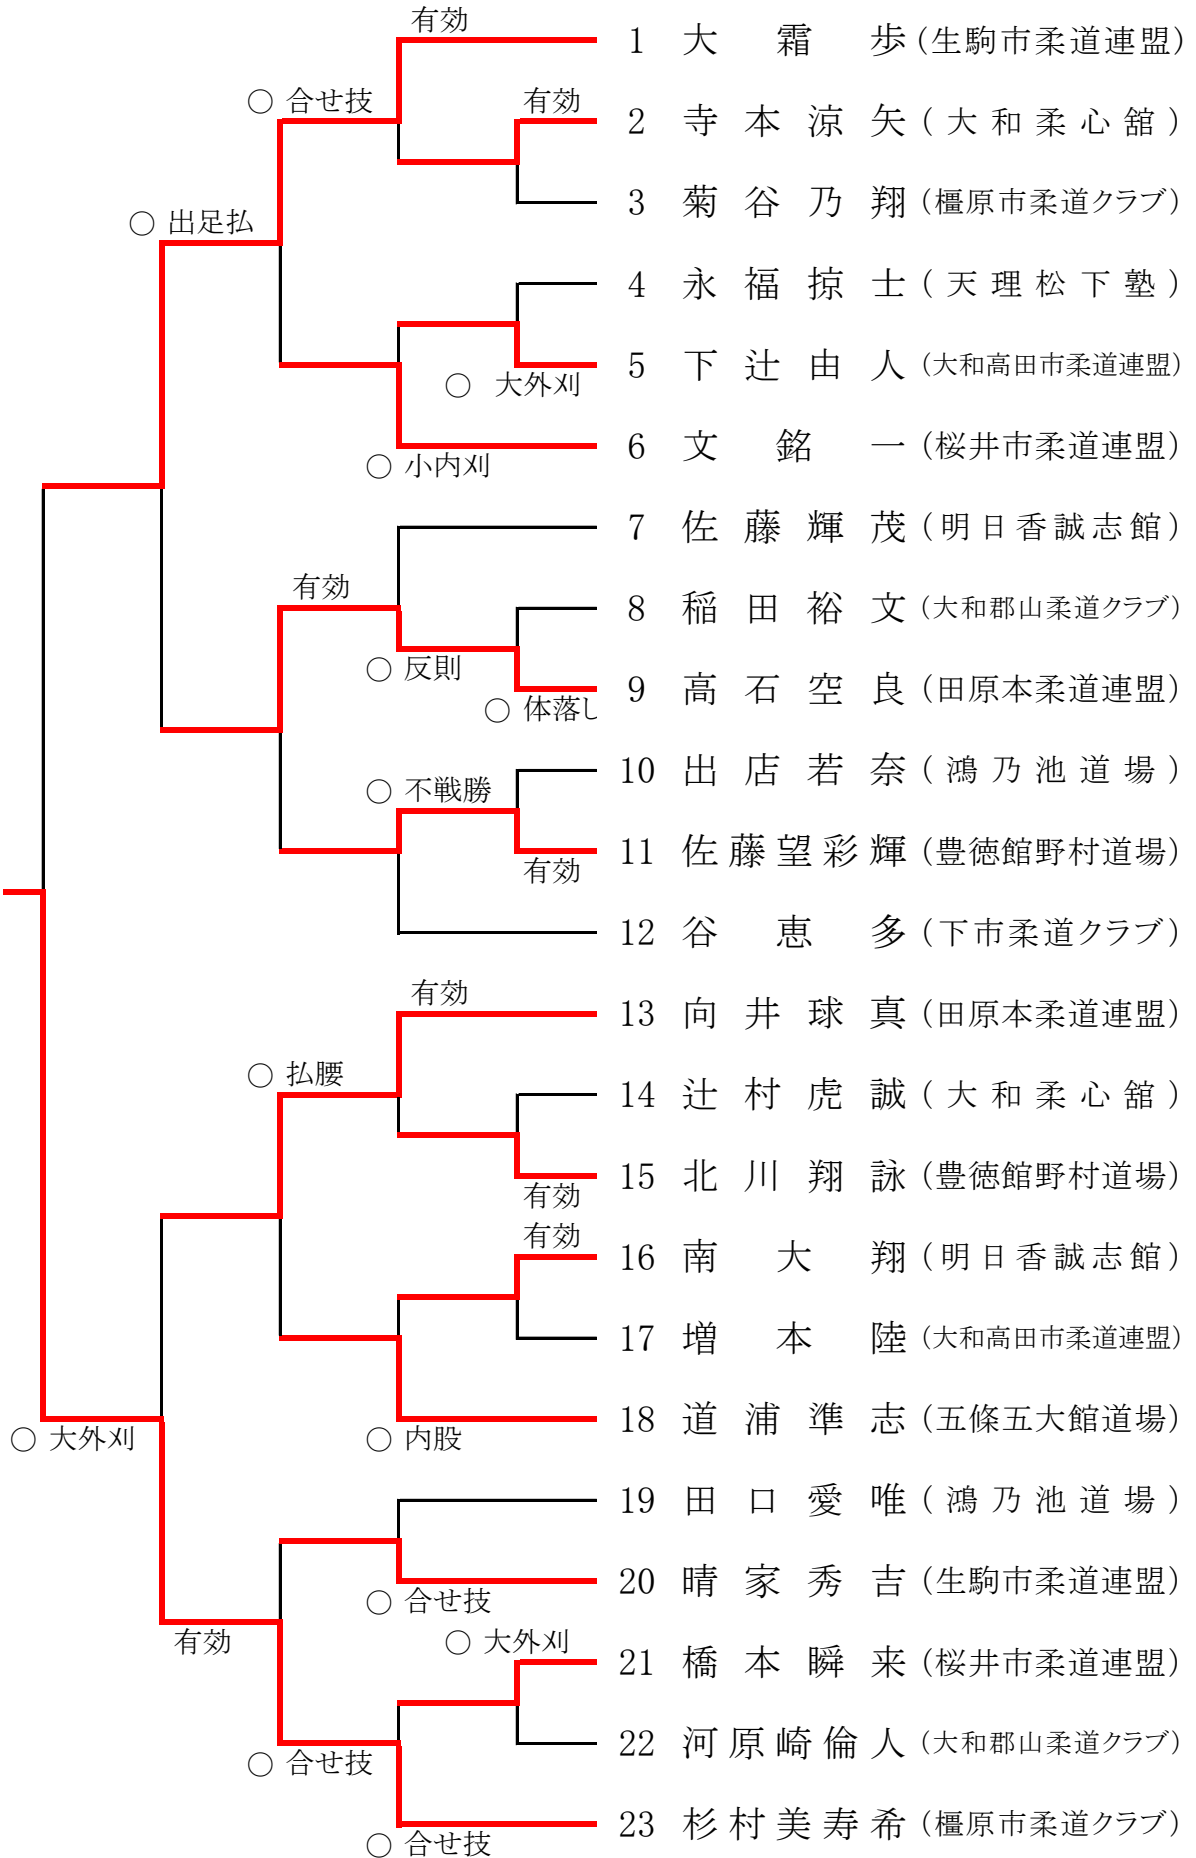 有効
1 大霜歩 (生駒市柔道連盟)
○ 合せ技
有効
2 寺本涼矢 (大和柔心舘)
3 菊谷乃翔 (橿原市柔道クラブ)
○ 出足払
4 永福掠士 (天理松下塾)
5 下辻由人 (大和高田市柔道連盟)
○ 大外刈
6 文銘一 (桜井市柔道連盟)
○ 小内刈
7 佐藤輝茂 (明日香誠志館)
有効
8 稲田裕文 (大和郡山柔道クラブ)
○ 反則
9 高石空良 (田原本柔道連盟)
○ 体落し
10 出店若奈 (鴻乃池道場)
○ 不戦勝
11 佐藤望彩輝 (豊徳館野村道場)
有効
12 谷恵多 (下市柔道クラブ)
有効
13 向井球真 (田原本柔道連盟)
○ 払腰
14 辻村虎誠 (大和柔心舘)
15 北川翔詠 (豊徳館野村道場)
有効
有効
16 南大翔 (明日香誠志館)
17 増本陸 (大和高田市柔道連盟)
18 道浦準志 (五條五大館道場)
○ 大外刈
○ 内股
19 田口愛唯 (鴻乃池道場)
20 晴家秀吉 (生駒市柔道連盟)
○ 合せ技
有効
○ 大外刈
21 橋本瞬来 (桜井市柔道連盟)
22 河原崎倫人 (大和郡山柔道クラブ)
○ 合せ技
23 杉村美寿希 (橿原市柔道クラブ)
○ 合せ技